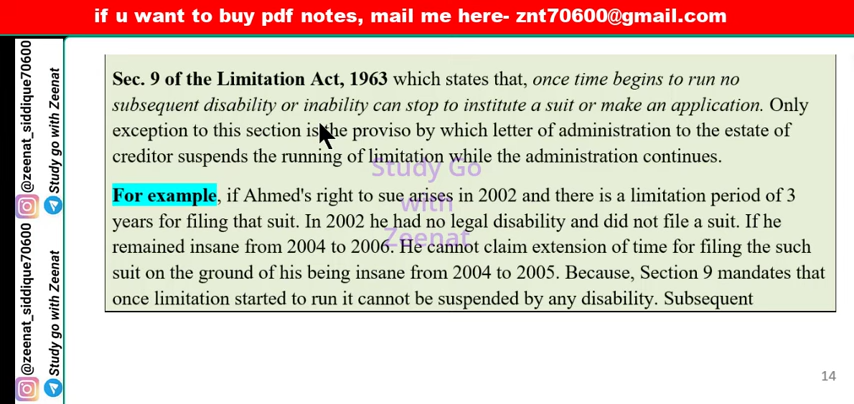 if u want to buy pdf notes, mail me here- znt70600@gmail.com
@zeenat_siddique70600
Study go with Zeenat
@zeenat_siddique70600
Study go with Zeenat
Sec. 9 of the Limitation Act, 1963 which states that, once time begins to run no
subsequent disability or inability can stop to institute a suit or make an application. Only
exception to this section is the proviso by which letter of administration to the estate of
creditor suspends the running of limitation while the administration continues.
Study Go
with
Zeenat
For example, if Ahmed's right to sue arises in 2002 and there is a limitation period of 3
years for filing that suit. In 2002 he had no legal disability and did not file a suit. If he
remained insane from 2004 to 2006. He cannot claim extension of time for filing the such
suit on the ground of his being insane from 2004 to 2005. Because, Section 9 mandates that
once limitation started to run it cannot be suspended by any disability. Subsequent
14